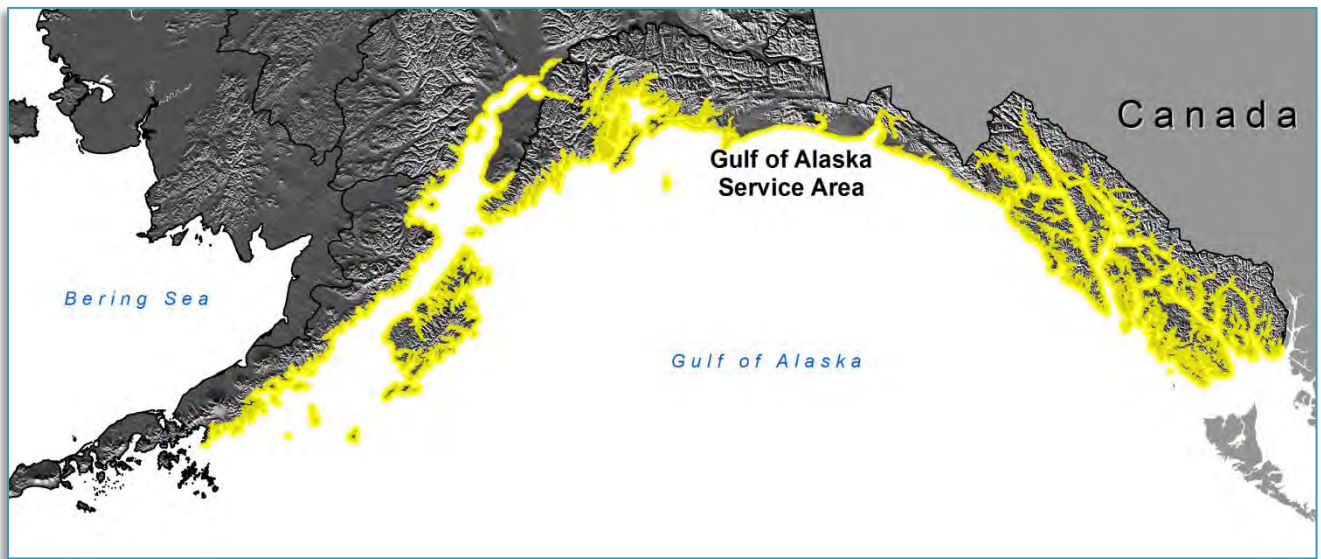 Canada
Gulf of Alaska
Service Area
Bering Sea
Gulf of Alaska